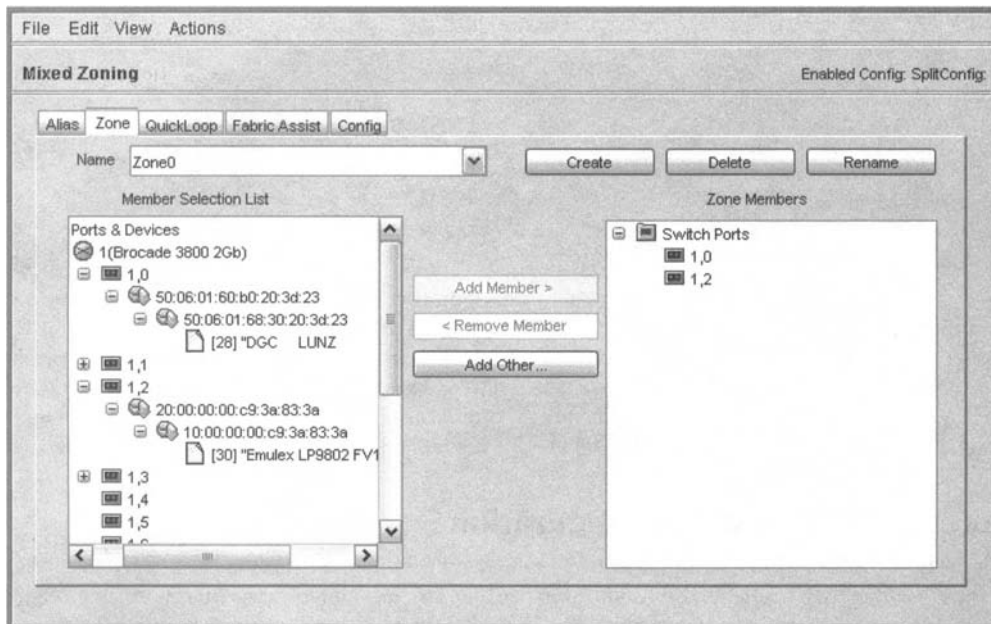 File Edit View Actions
Mixed Zoning
Enabled Config: SplitConfig:
Alias Zone QuickLoop Fabric Assist Config
Name Zone0 Create Delete Rename
Member Selection List
Zone Members
Ports & Devices
1(Brocade 3800 2Gb)
1,0
50:06:01:60:b0:20:3d:23
50:06:01:68:30:20:3d:23
[28] "DGC LUNZ
1,1
1,2
20:00:00:00:c9:3a:83:3a
10:00:00:00:c9:3a:83:3a
[30] "Emulex LP9802 FV1
1,3
1,4
1,5
Add Member >
< Remove Member
Add Other...
Switch Ports
1,0
1,2